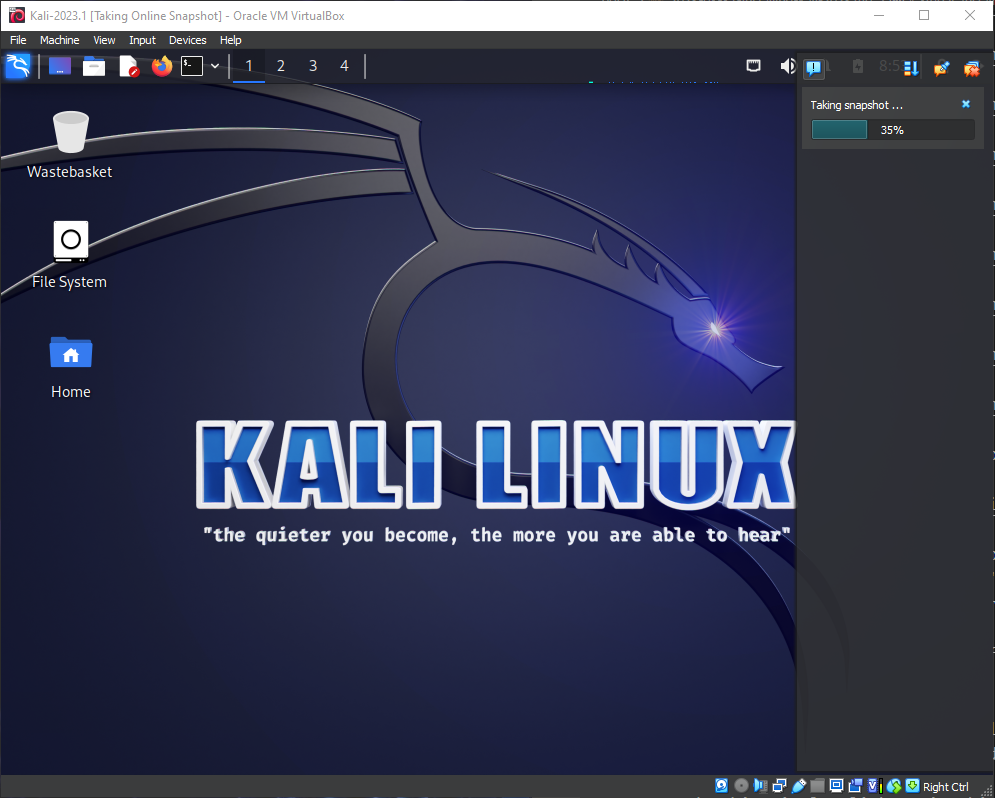 Kali-2023.1 [Taking Online Snapshot] - Oracle VM VirtualBox
File Machine View Input Devices Help
1 2 3 4
Taking snapshot ...
35%
Wastebasket
File System
Home
KALI LINUX
"the quieter you become, the more you are able to hear"
Right Ctrl